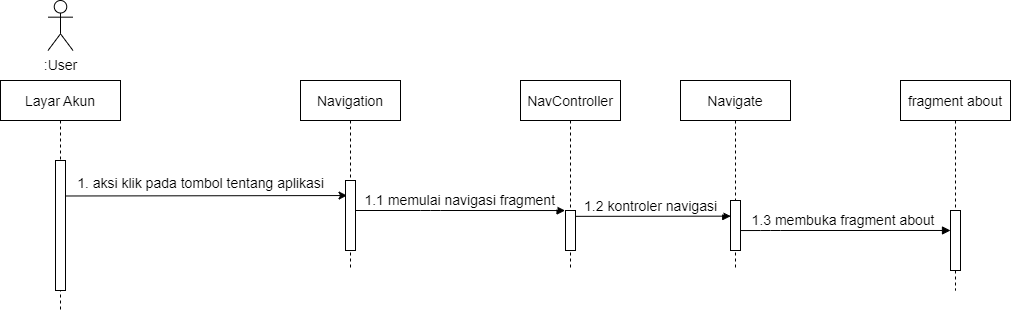 :User
Layar Akun
Navigation
NavController
Navigate
fragment about
1. aksi klik pada tombol tentang aplikasi
1.1 memulai navigasi fragment
1.2 kontroler navigasi
1.3 membuka fragment about